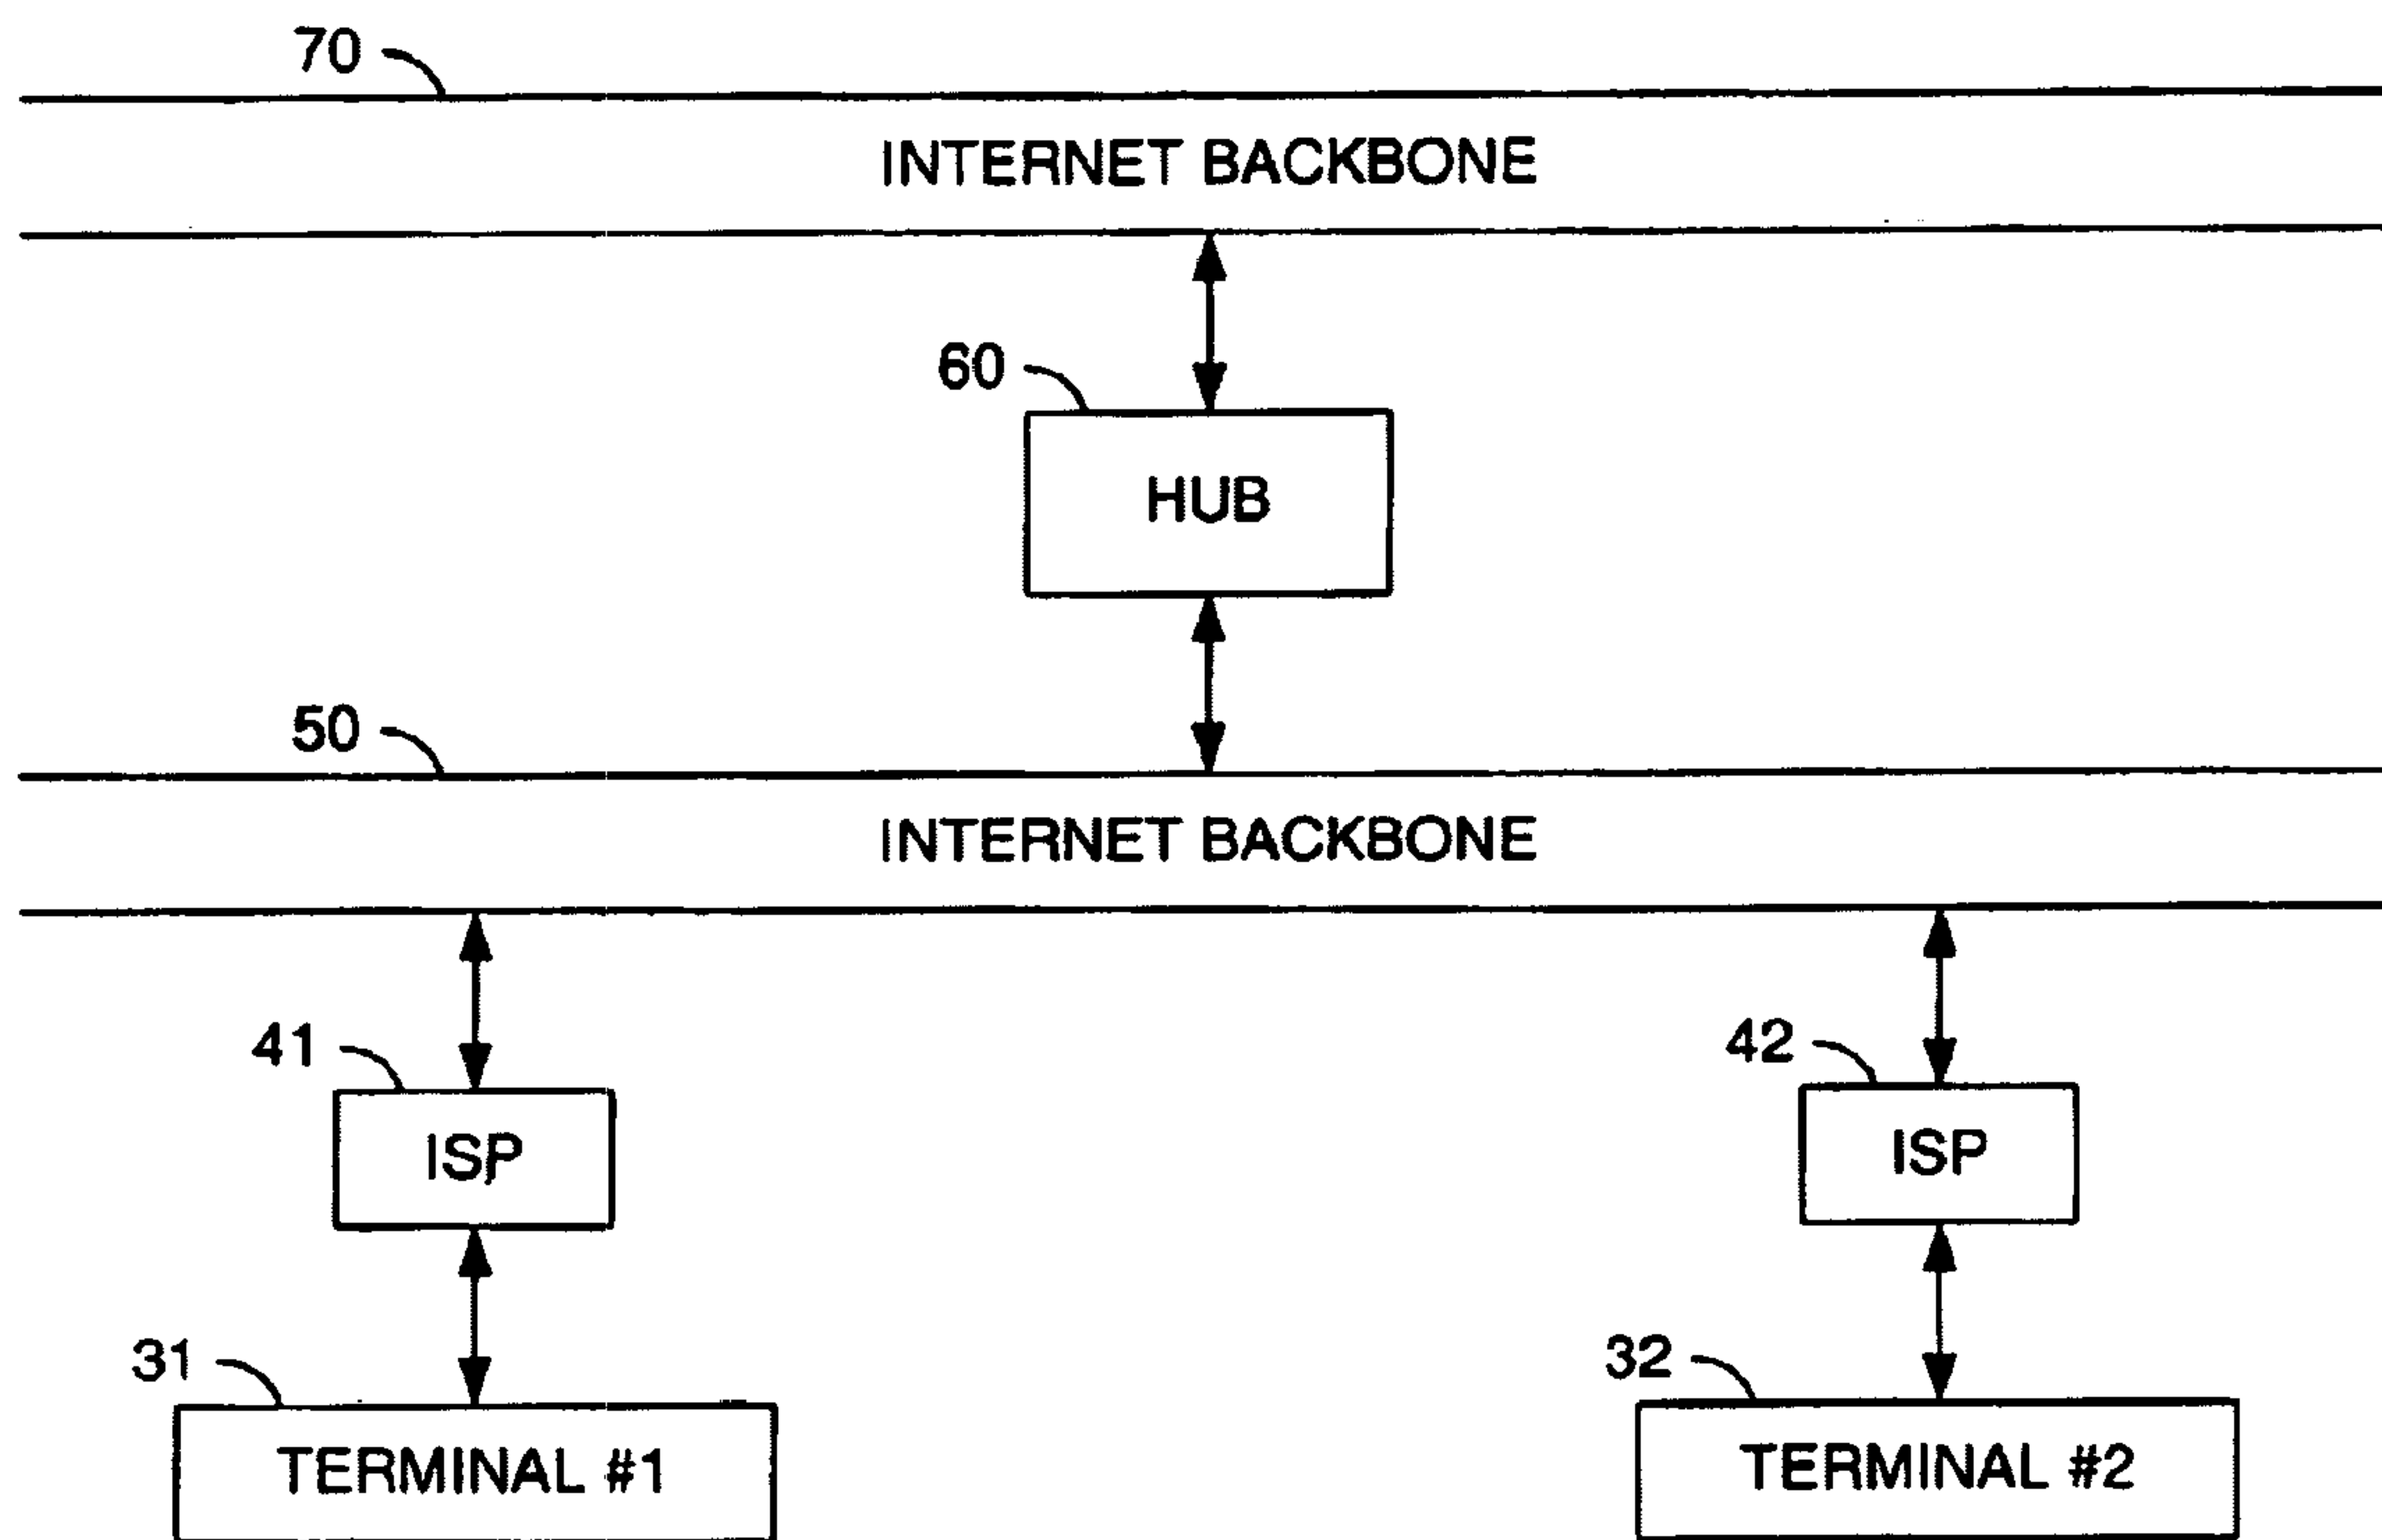 70
INTERNET BACKBONE
60
HUB
50
INTERNET BACKBONE
41
ISP
42
ISP
31
TERMINAL #1
32
TERMINAL #2